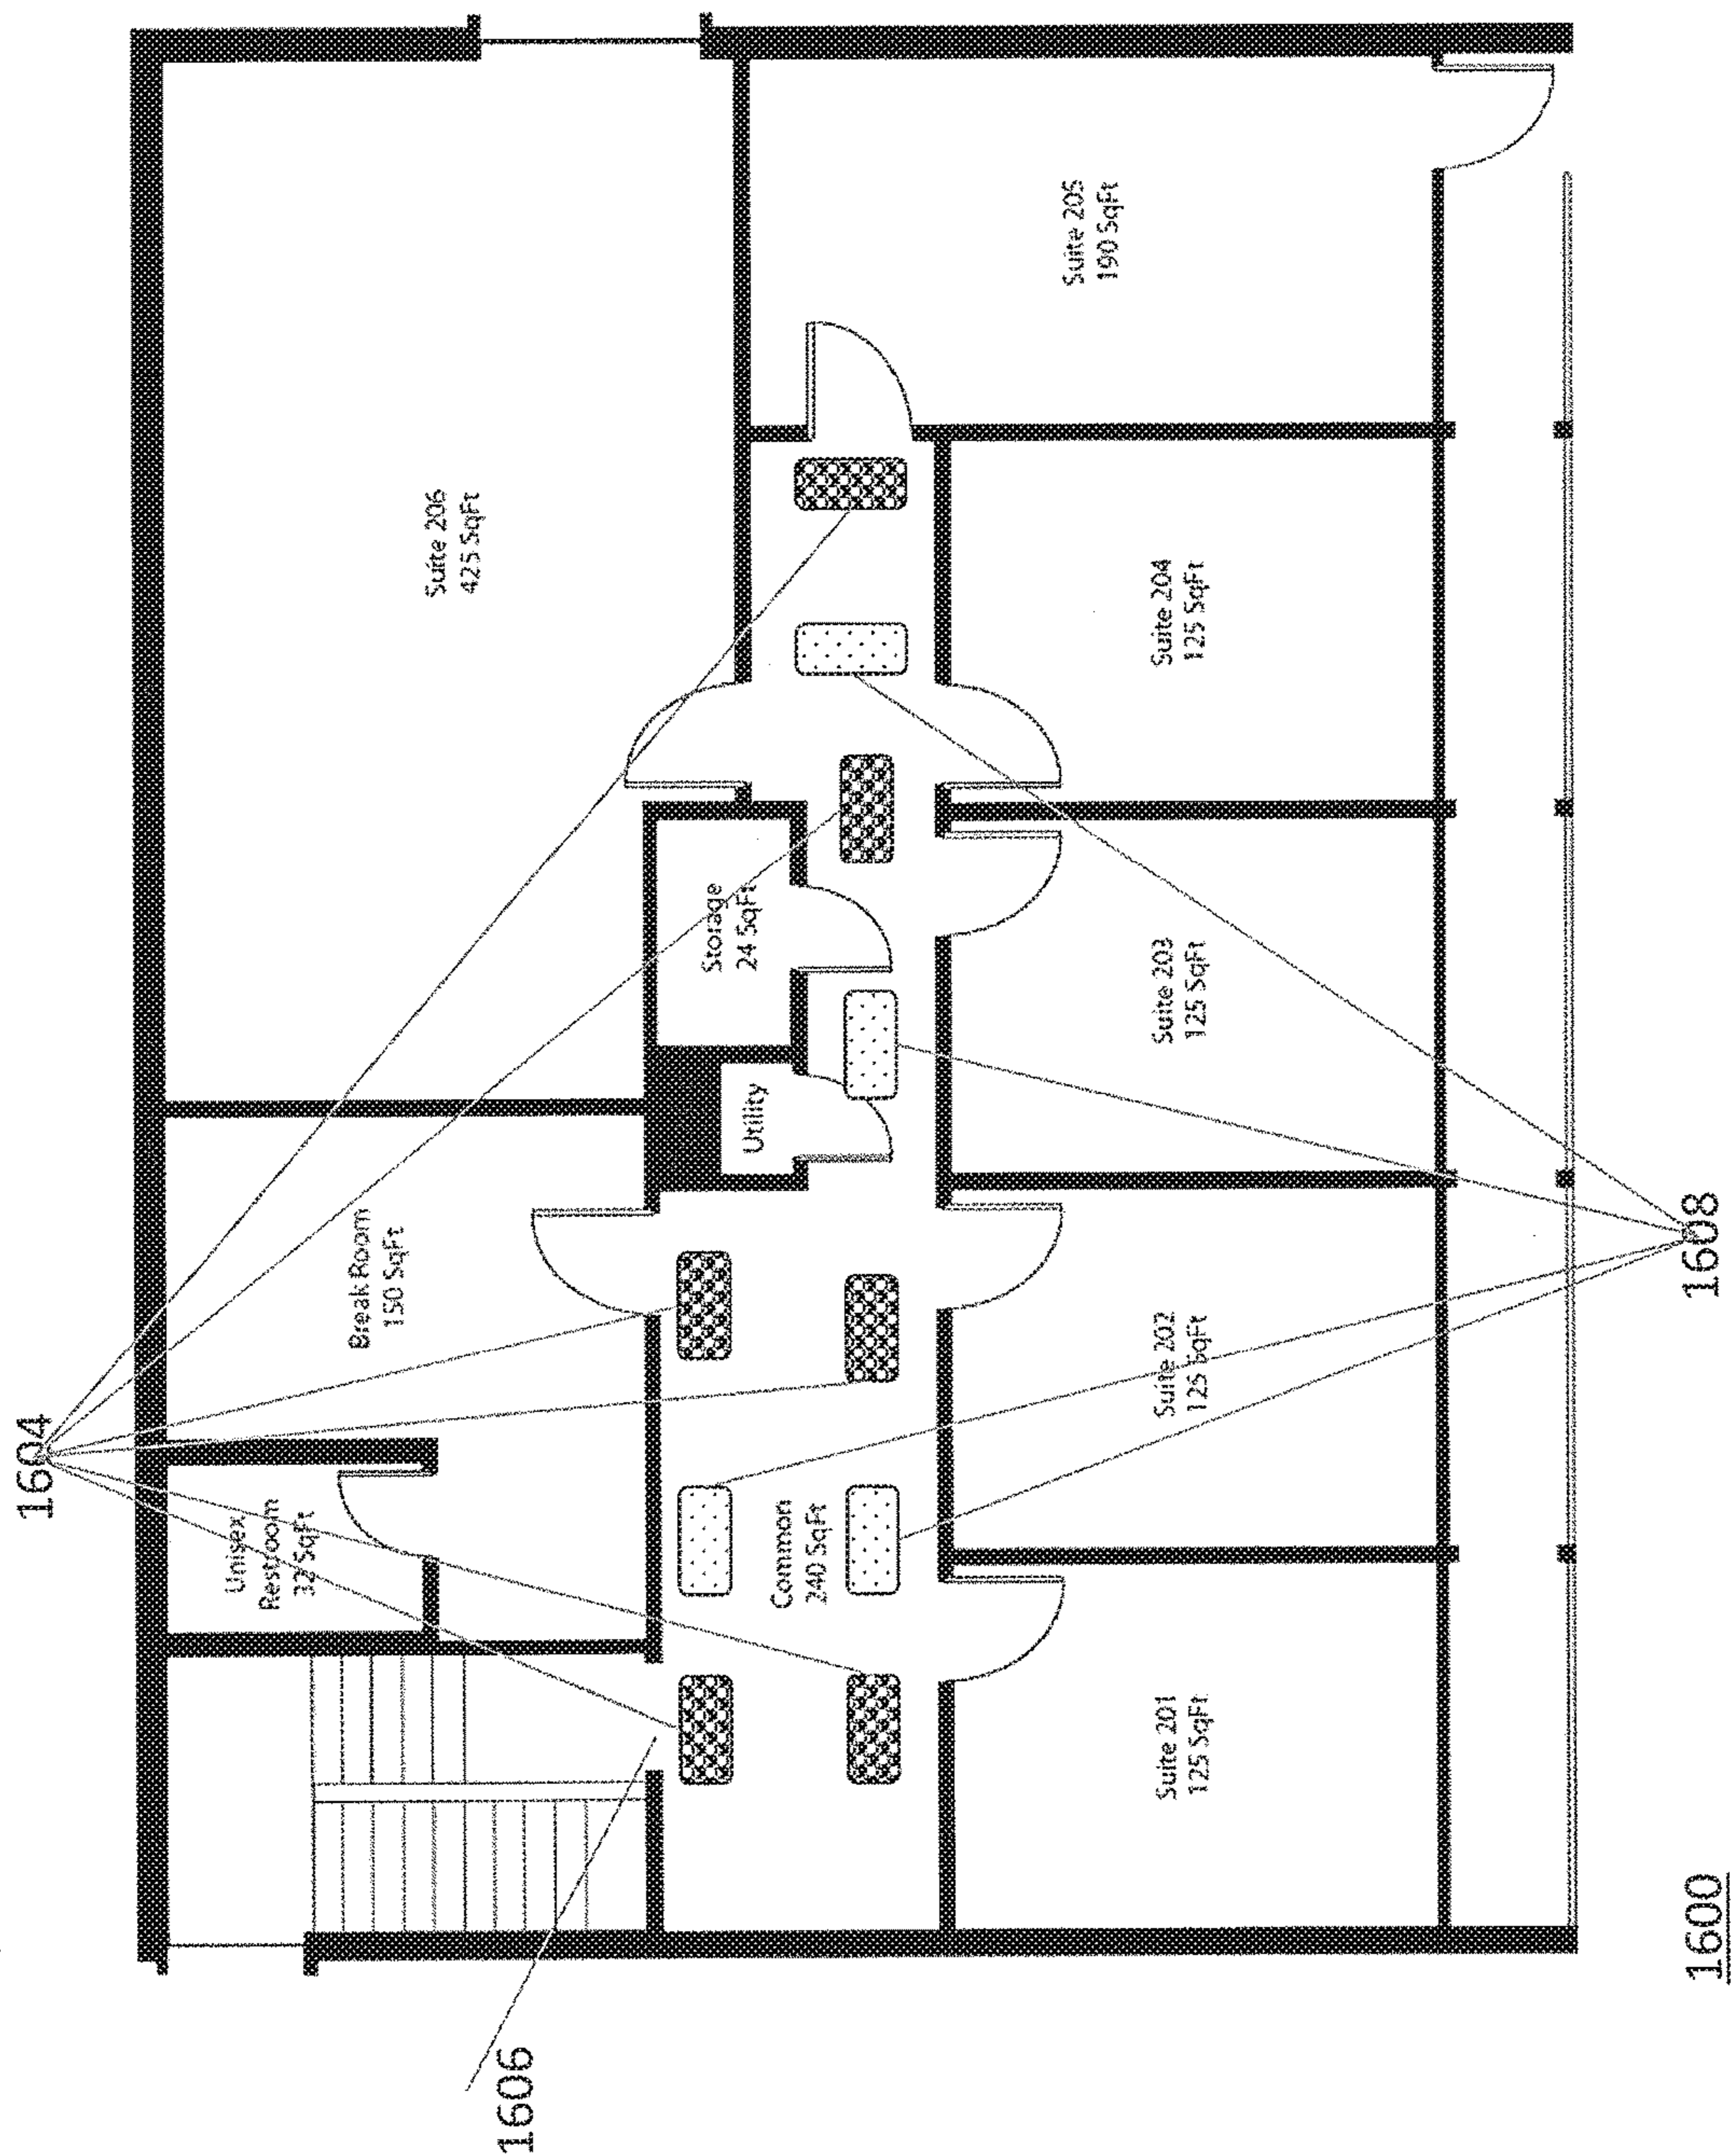 1604
Unisex
Restroom
32 SqFt
Break Room
150 SqFt
Suite 206
425 SqFt
1606
Common
240 SqFt
Utility
Storage
24 SqFt
Suite 201
125 SqFt
Suite 202
125 SqFt
Suite 203
125 SqFt
Suite 204
125 SqFt
Suite 205
190 SqFt
1600
1608